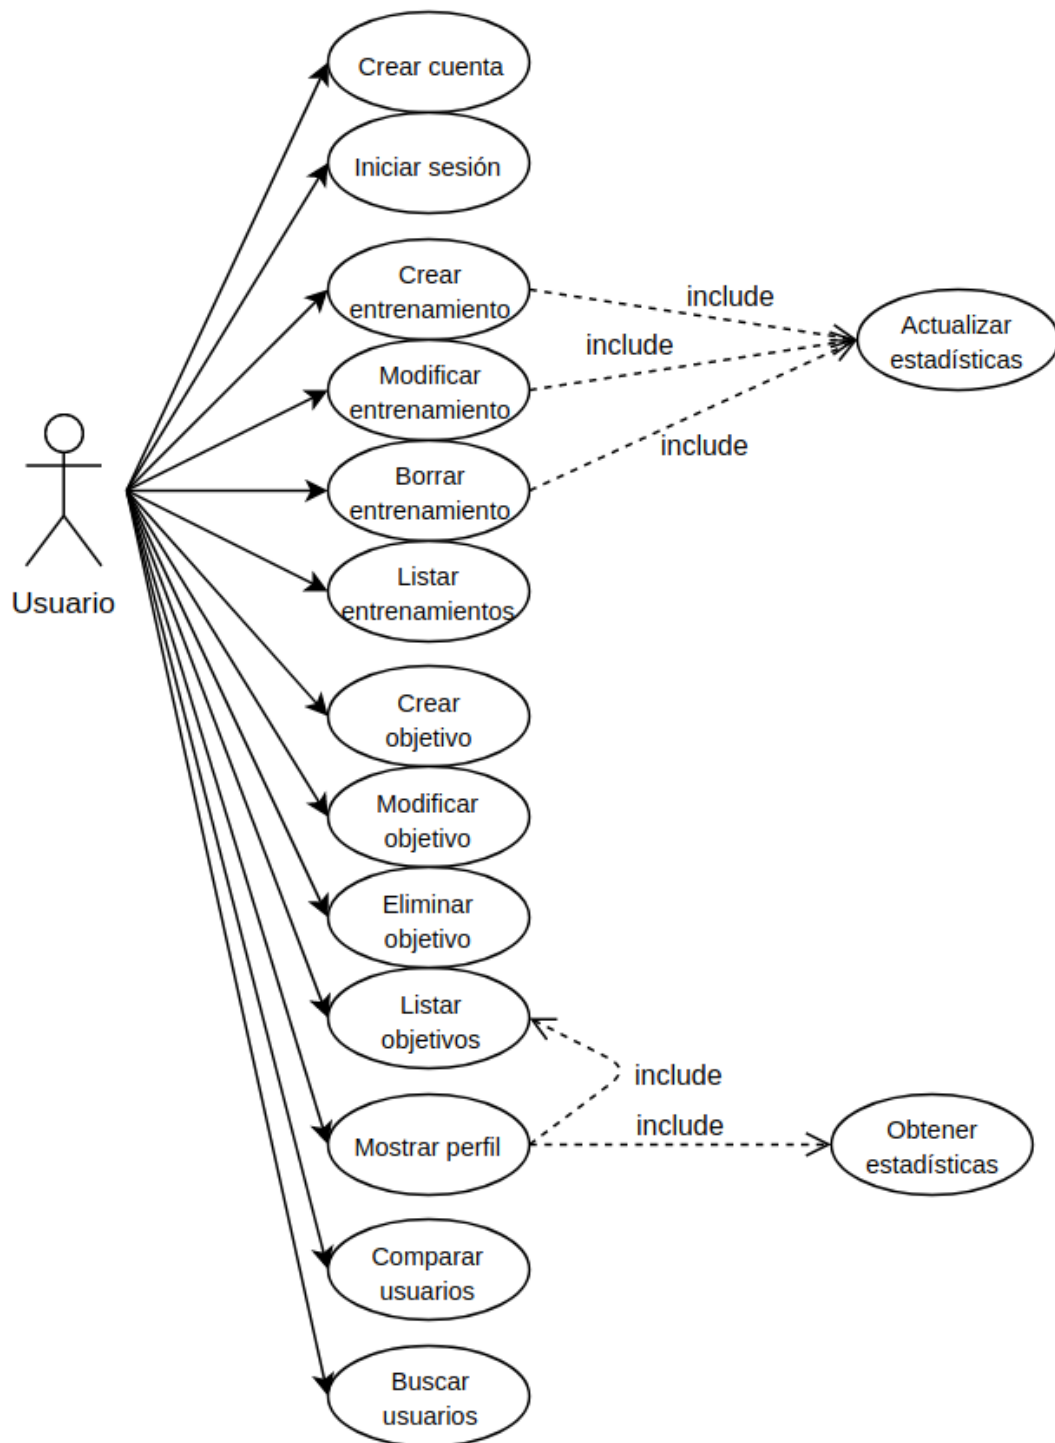 Crear cuenta
Iniciar sesión
Crear
entrenamiento
include
Actualizar
estadísticas
Modificar
entrenamiento
include
Borrar
entrenamiento
include
Usuario
Listar
entrenamientos
Crear
objetivo
Modificar
objetivo
Eliminar
objetivo
Listar
objetivos
include
Mostrar perfil
include
Obtener
estadísticas
Comparar
usuarios
Buscar
usuarios